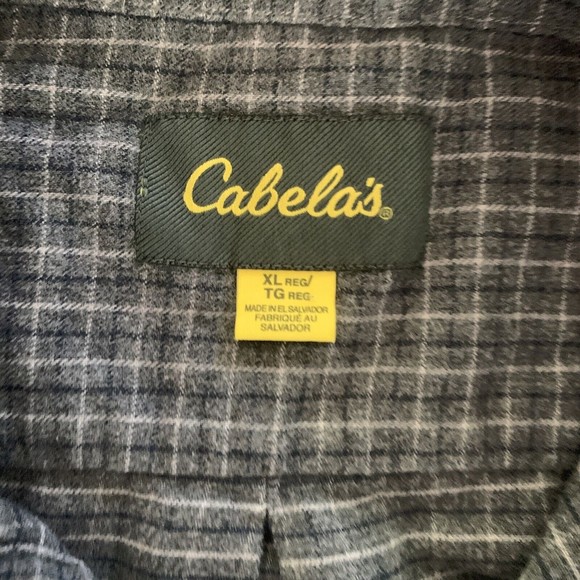 Cabela's®
XL REG/
TG REG-
MADE IN EL SALVADOR
FABRIQUÉ AU
SALVADOR